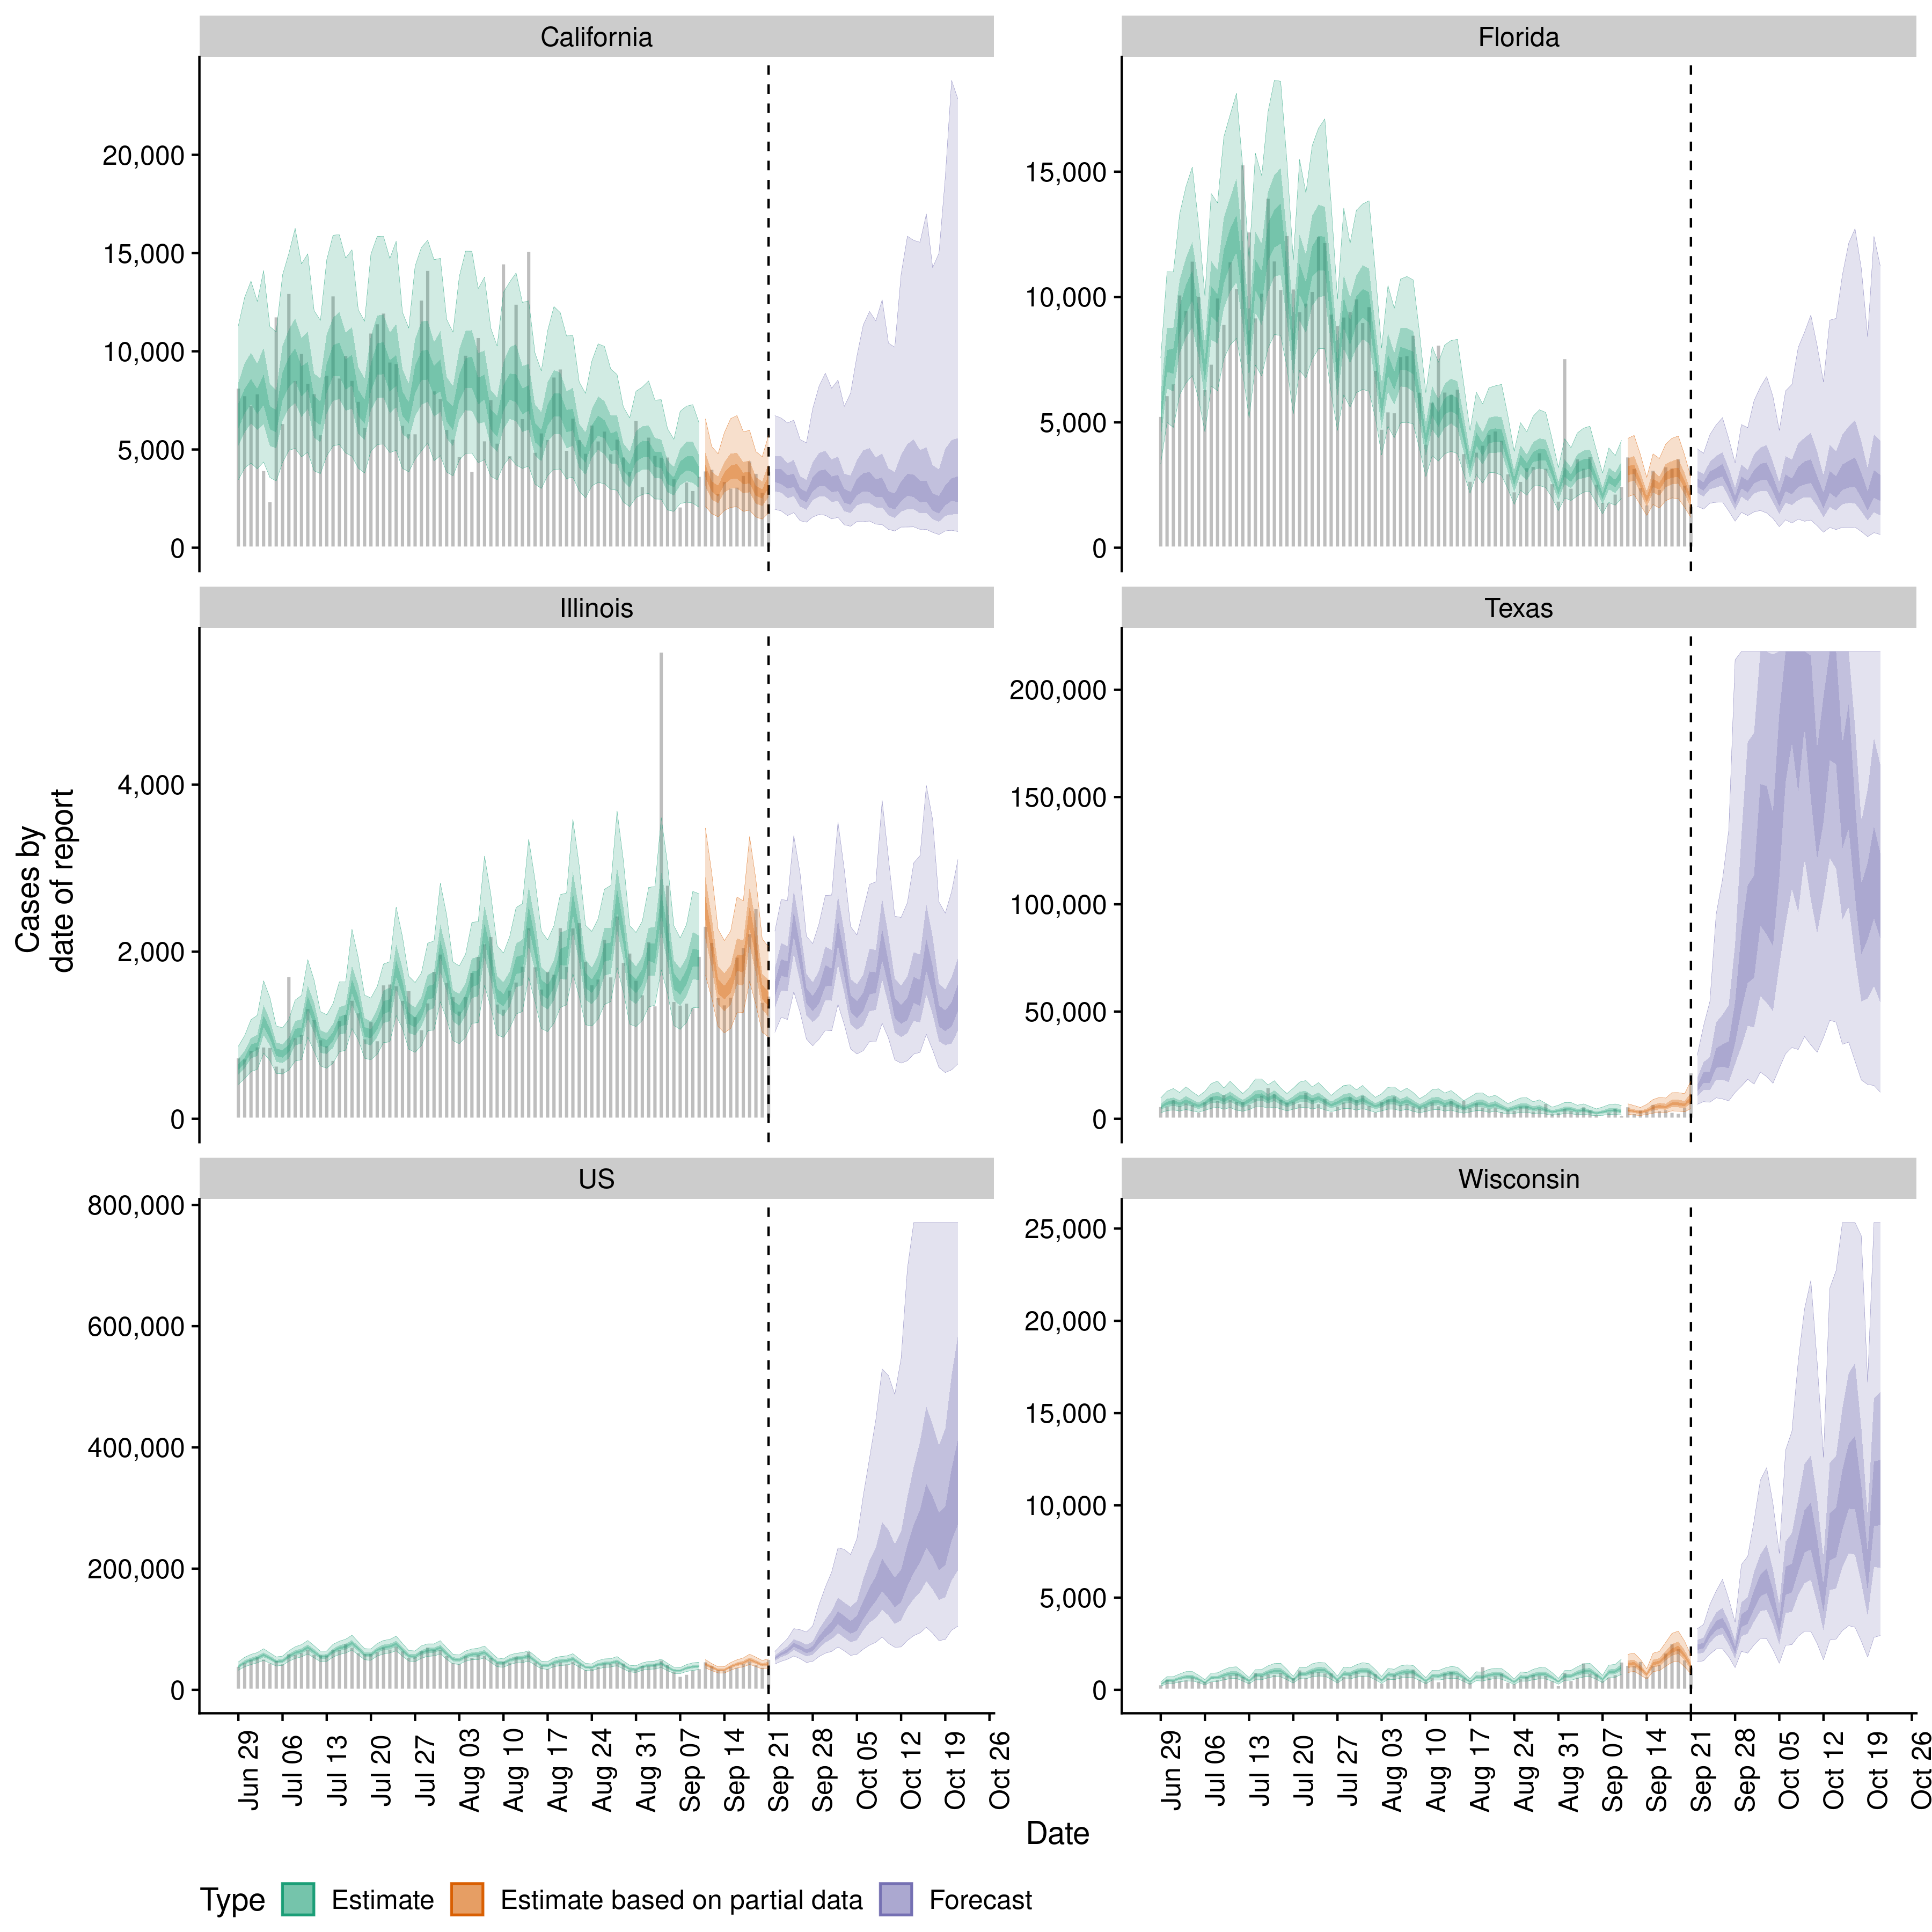 California
Florida
20,000
15,000
10,000
5,000
0
15,000
10,000
5,000
0
Illinois
Texas
4,000
2,000
0
200,000
150,000
100,000
50,000
0
Cases by
date of report
US
Wisconsin
800,000
600,000
400,000
200,000
0
25,000
20,000
15,000
10,000
5,000
0
Jun 29
Jul 06
Jul 13
Jul 20
Jul 27
Aug 03
Aug 10
Aug 17
Aug 24
Aug 31
Sep 07
Sep 14
Sep 21
Sep 28
Oct 05
Oct 12
Oct 19
Oct 26
Jun 29
Jul 06
Jul 13
Jul 20
Jul 27
Aug 03
Aug 10
Aug 17
Aug 24
Aug 31
Sep 07
Sep 14
Sep 21
Sep 28
Oct 05
Oct 12
Oct 19
Oct 26
Date
Type Estimate Estimate based on partial data Forecast